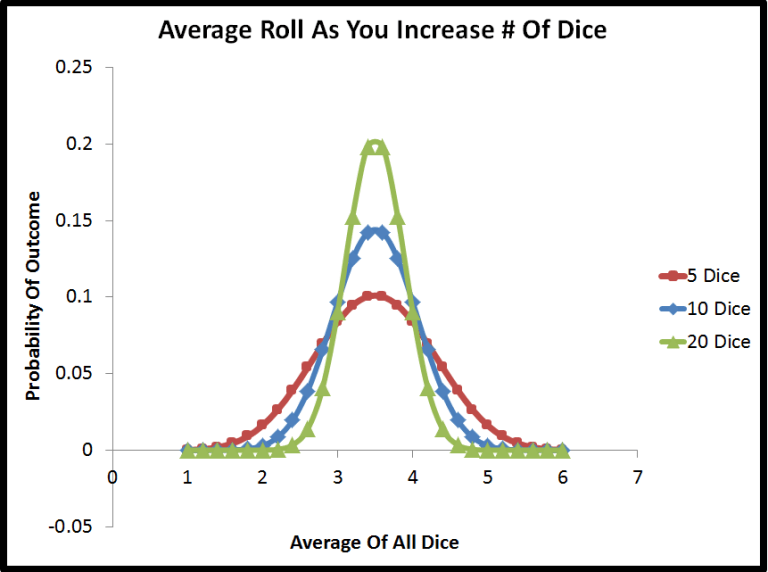 Average Roll As You Increase # Of Dice
0.25
0.2
0.15
0.1
0.05
0
-0.05
Probability Of Outcome
0 1 2 3 4 5 6 7
Average Of All Dice
5 Dice
10 Dice
20 Dice